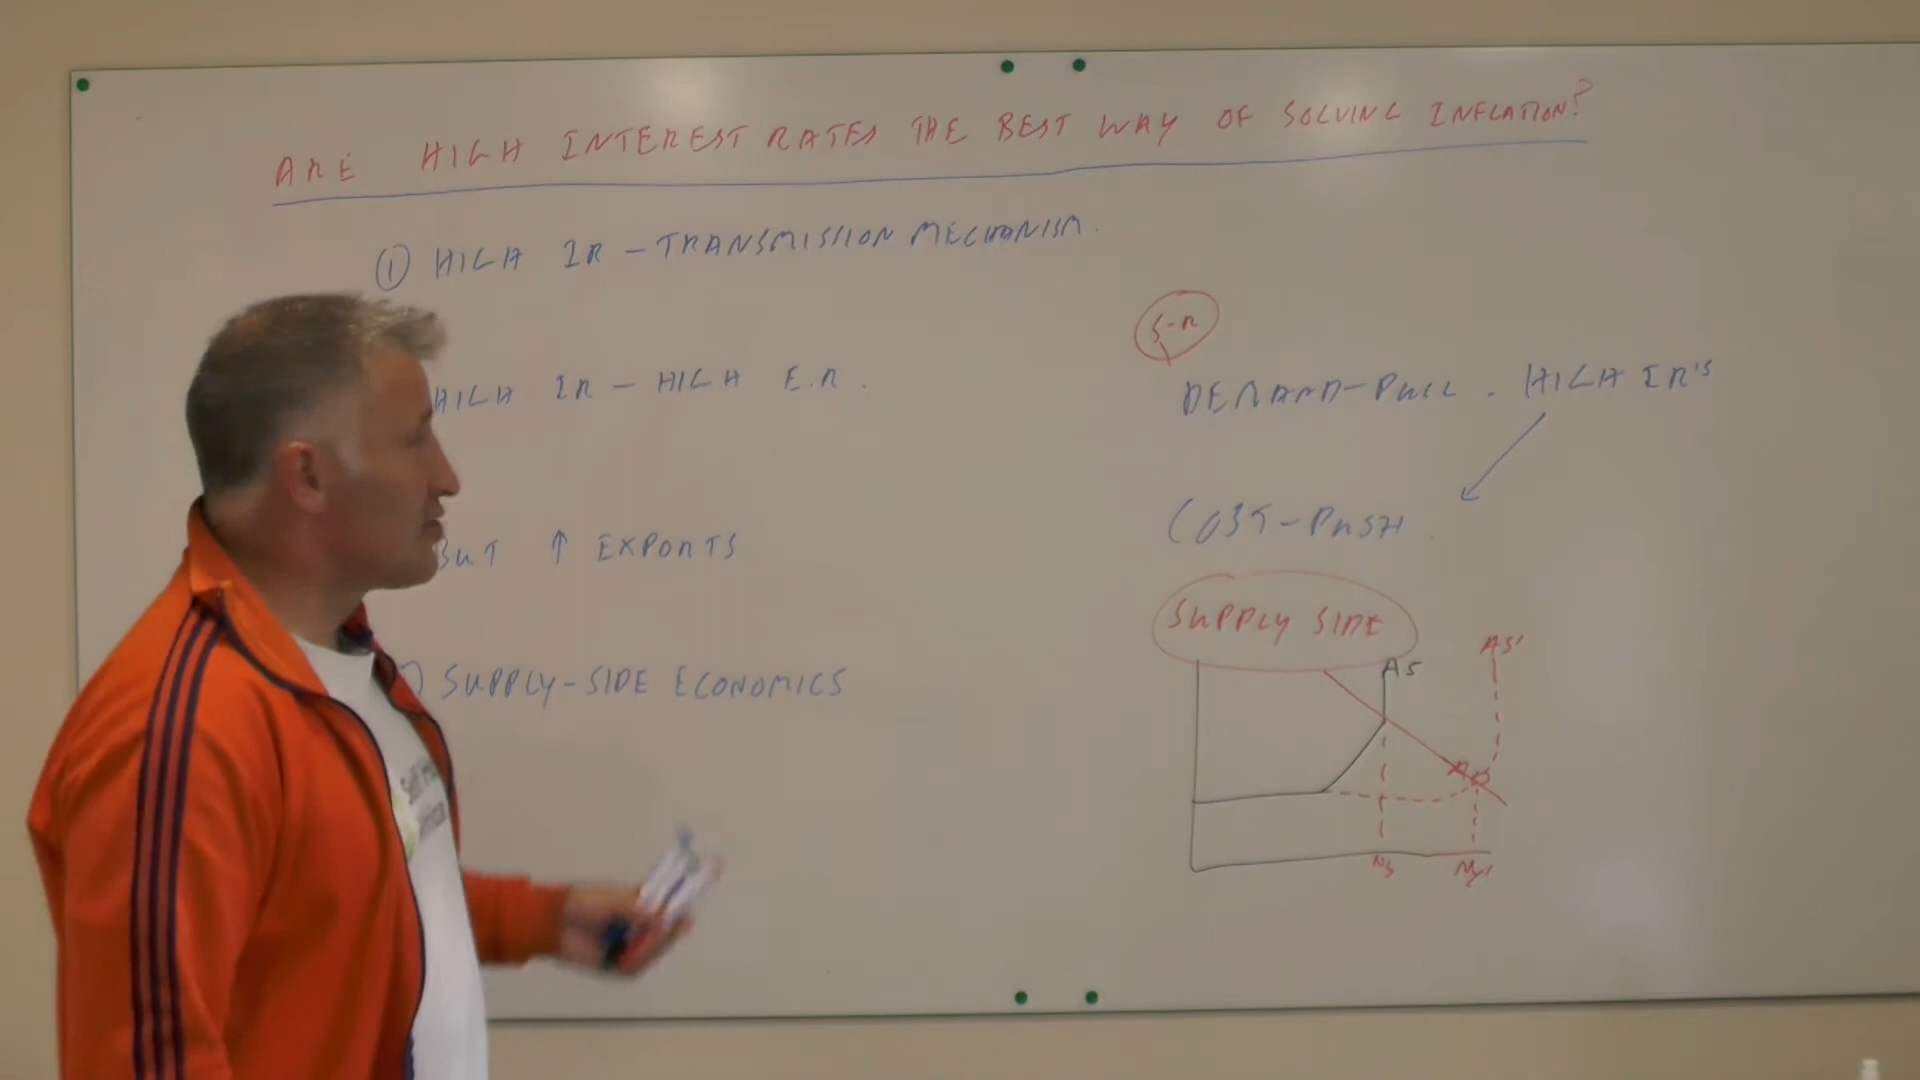 ARE HIGH INTEREST RATES THE BEST WAY OF SOLVING INFLATION?
① HIGH IR - TRANSMISSION MECHANISM.
HIGH IR - HIGH E.R.
BUT ↑ EXPORTS
) SUPPLY-SIDE ECONOMICS
S-R
DEMAND-PULL. HIGH IR'S
COST-PUSH
SUPPLY SIDE
AS
AS'
AD